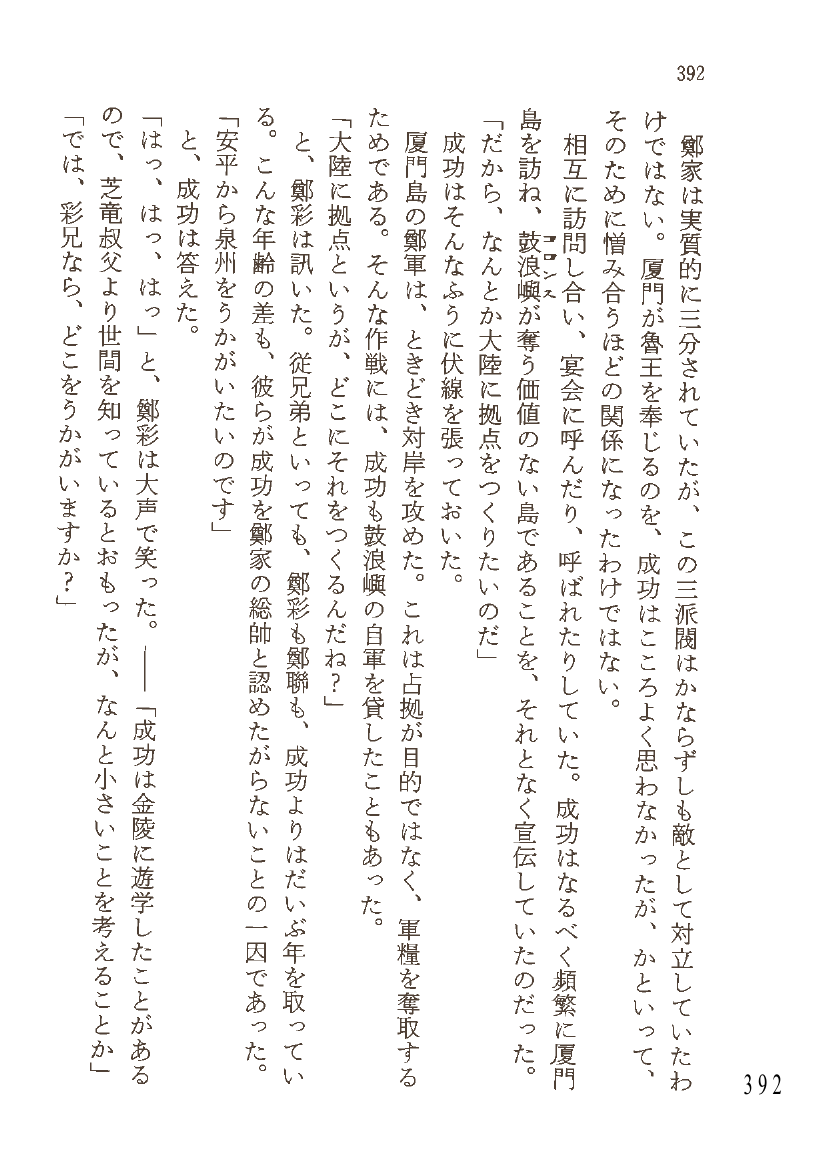 392
鄭家は実質的に三分されていたが、この三派閥はかならずしも敵として対立していたわ
けではない。厦門が魯王を奉じるのを、成功はこころよく思わなかったが、かといって、
そのために憎み合うほどの関係になったわけではない。
相互に訪問し合い、宴会に呼んだり、呼ばれたりしていた。成功はなるべく頻繁に厦門
島を訪ね、鼓浪嶼が奪う価値のない島であることを、それとなく宣伝していたのだった。
コロンス
「だから、なんとか大陸に拠点をつくりたいのだ」
成功はそんなふうに伏線を張っておいた。
厦門島の鄭軍は、ときどき対岸を攻めた。これは占拠が目的ではなく、軍糧を奪取する
ためである。そんな作戦には、成功も鼓浪嶼の自軍を貸したこともあった。
「大陸に拠点というが、どこにそれをつくるんだね？」
と、鄭彩は訊いた。従兄弟といっても、鄭彩も鄭聯も、成功よりはだいぶ年を取ってい
る。こんな年齢の差も、彼らが成功を鄭家の総帥と認めたがらないことの一因であった。
「安平から泉州をうかがいたいのです」
と、成功は答えた。
「はっ、はっ、はっ」と、鄭彩は大声で笑った。――「成功は金陵に遊学したことがある
ので、芝竜叔父より世間を知っているとおもったが、なんと小さいことを考えることか」
「では、彩兄なら、どこをうかがいますか？」
392